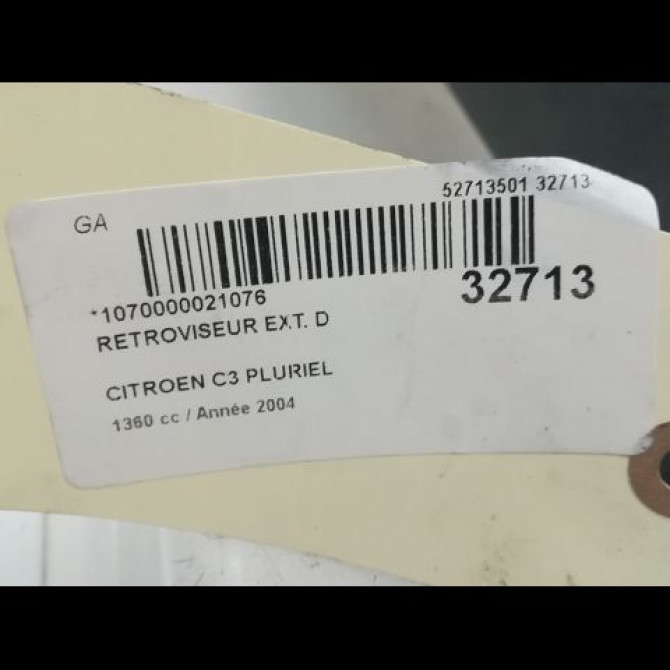 GA
52713501 32713
*1070000021076
32713
RETROVISEUR EXT. D
CITROEN C3 PLURIEL
1360 cc / Année 2004